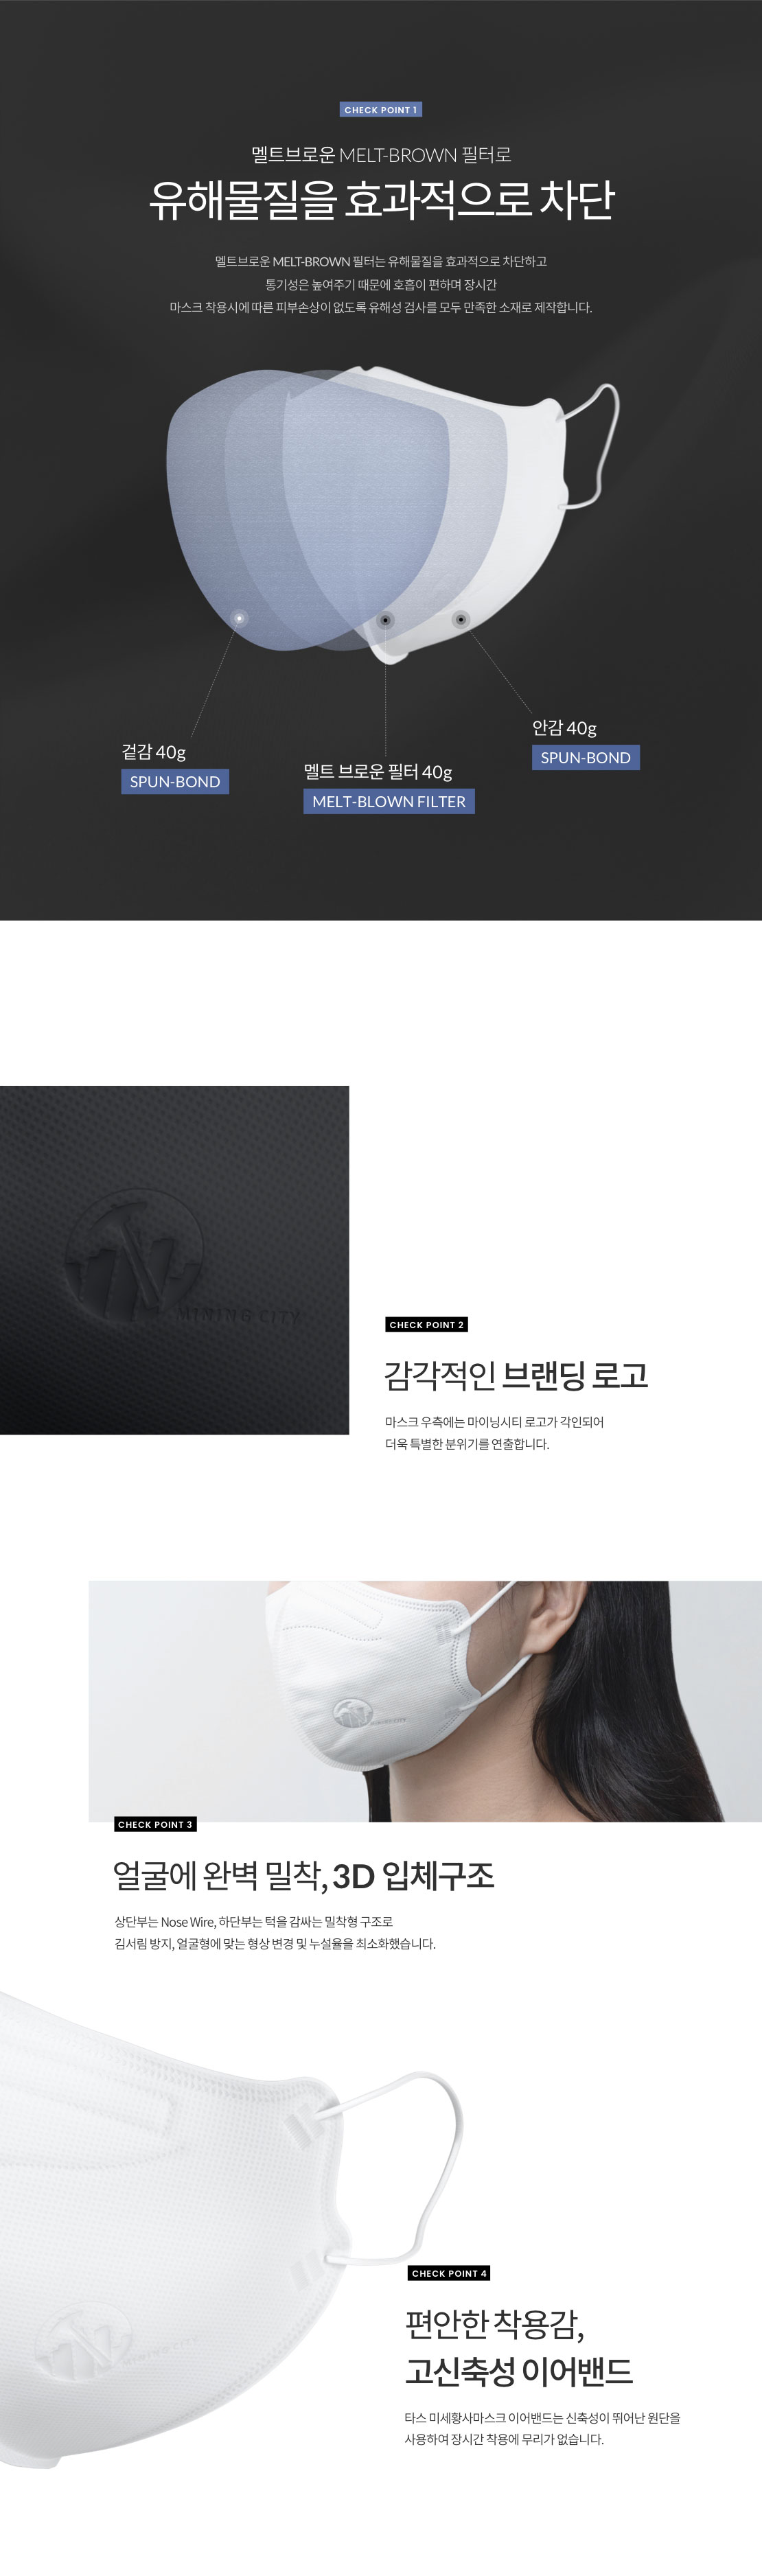 CHECK POINT 1
멜트브로운 MELT-BROWN 필터로
유해물질을 효과적으로 차단
멜트브로운 MELT-BROWN 필터는 유해물질을 효과적으로 차단하고
통기성은 높여주기 때문에 호흡이 편하며 장시간
마스크 착용시에 따른 피부손상이 없도록 유해성 검사를 모두 만족한 소재로 제작합니다.
안감 40g
SPUN-BOND
겉감 40g
SPUN-BOND
멜트 브로운 필터 40g
MELT-BLOWN FILTER
MINING CITY
CHECK POINT 2
감각적인 브랜딩 로고
마스크 우측에는 마이닝시티 로고가 각인되어
더욱 특별한 분위기를 연출합니다.
MINING CITY
CHECK POINT 3
얼굴에 완벽 밀착, 3D 입체구조
상단부는 Nose Wire, 하단부는 턱을 감싸는 밀착형 구조로
김서림 방지, 얼굴형에 맞는 형상 변경 및 누설율을 최소화했습니다.
CHECK POINT 4
편안한 착용감,
고신축성 이어밴드
타스 미세황사마스크 이어밴드는 신축성이 뛰어난 원단을
사용하여 장시간 착용에 무리가 없습니다.